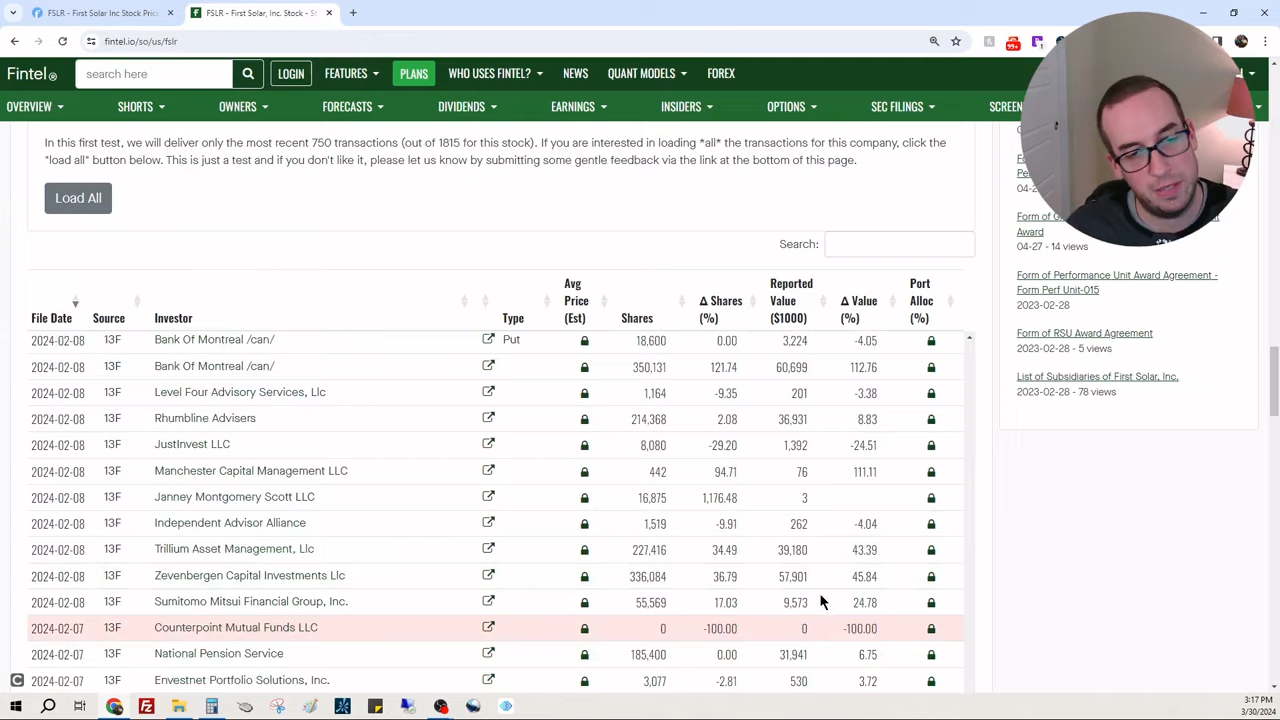 FSLR - First Solar Inc Stock Price
FSLR - First Solar, Inc. Stock - S
fintel.io/so/us/fslr
99+
1
Fintel
search here
LOGIN
FEATURES
PLANS
WHO USES FINTEL?
NEWS
QUANT MODELS
FOREX
OVERVIEW
SHORTS
OWNERS
FORECASTS
DIVIDENDS
EARNINGS
INSIDERS
OPTIONS
SEC FILINGS
SCREEN
In this first test, we will deliver only the most recent 750 transactions (out of 1815 for this stock). If you are interested in loading *all* the transactions for this company, click the
"load all" button below. This is just a test and if you don't like it, please let us know by submitting some gentle feedback via the link at the bottom of this page.
Load All
Search:
File Date Source Investor Type Avg Price (Est) Shares Δ Shares (%) Reported Value ($1000) Δ Value (%) Port Alloc (%)
2024-02-08 13F Bank Of Montreal /can/ Put 18,600 0.00 3,224 -4.05
2024-02-08 13F Bank Of Montreal /can/ 350,131 121.74 60,699 112.76
2024-02-08 13F Level Four Advisory Services, Llc 1,164 -9.35 201 -3.38
2024-02-08 13F Rhumbline Advisers 214,368 2.08 36,931 8.83
2024-02-08 13F JustInvest LLC 8,080 -29.20 1,392 -24.51
2024-02-08 13F Manchester Capital Management LLC 442 94.71 76 111.11
2024-02-08 13F Janney Montgomery Scott LLC 16,875 1,176.48 3
2024-02-08 13F Independent Advisor Alliance 1,519 -9.91 262 -4.04
2024-02-08 13F Trillium Asset Management, Llc 227,416 34.49 39,180 43.39
2024-02-08 13F Zevenbergen Capital Investments Llc 336,084 36.79 57,901 45.84
2024-02-08 13F Sumitomo Mitsui Financial Group, Inc. 55,569 17.03 9,573 24.78
2024-02-07 13F Counterpoint Mutual Funds LLC 0 -100.00 0 -100.00
2024-02-07 13F National Pension Service 185,400 0.00 31,941 6.75
2024-02-07 13F Envestnet Portfolio Solutions, Inc. 3,077 -2.81 530 3.72
Form of
Award
04-27 - 14 views
Form of Performance Unit Award Agreement -
Form Perf Unit-015
2023-02-28
Form of RSU Award Agreement
2023-02-28 - 5 views
List of Subsidiaries of First Solar, Inc.
2023-02-28 - 78 views
3:17 PM
3/30/2024